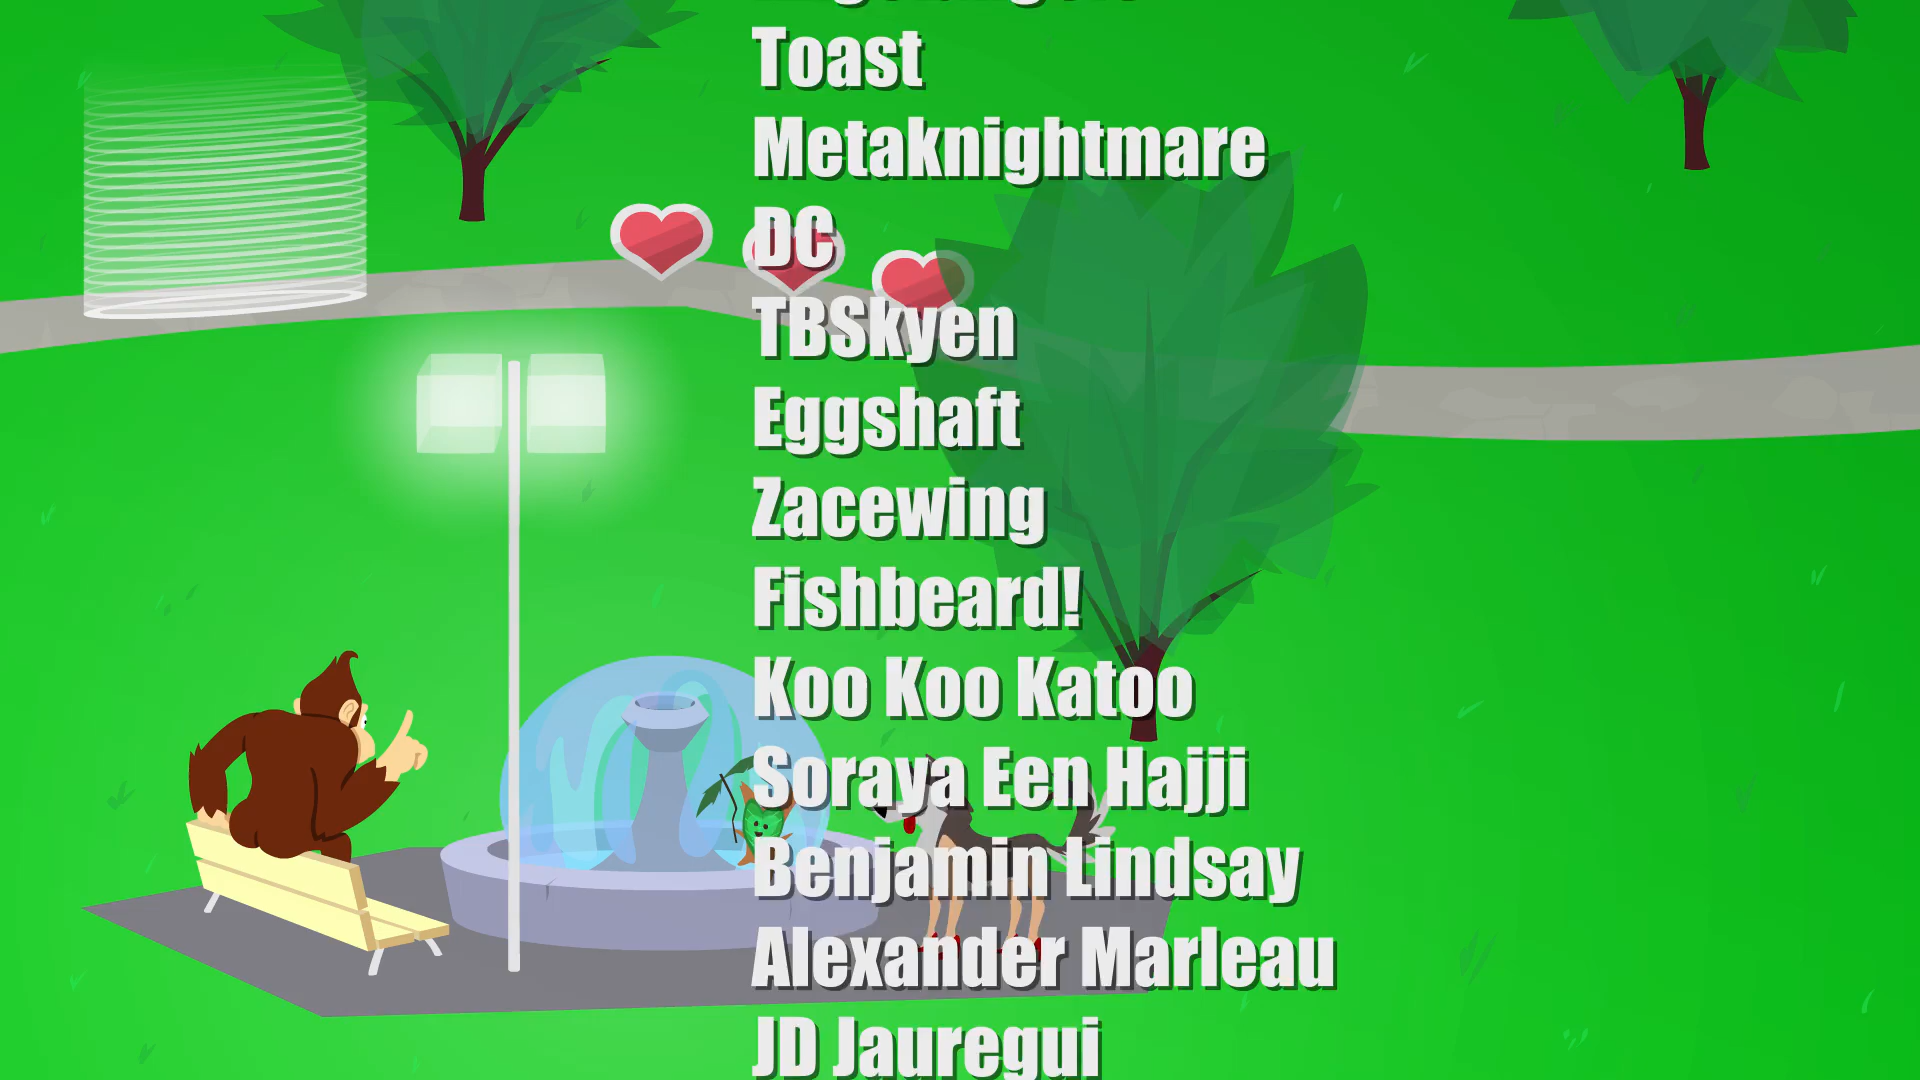 Toast
Metaknightmare
DC
TBSkyen
Eggshaft
Zacewing
Fishbeard!
Koo Koo Katoo
Soraya Een Hajji
Benjamin Lindsay
Alexander Marleau
JD Jauregui